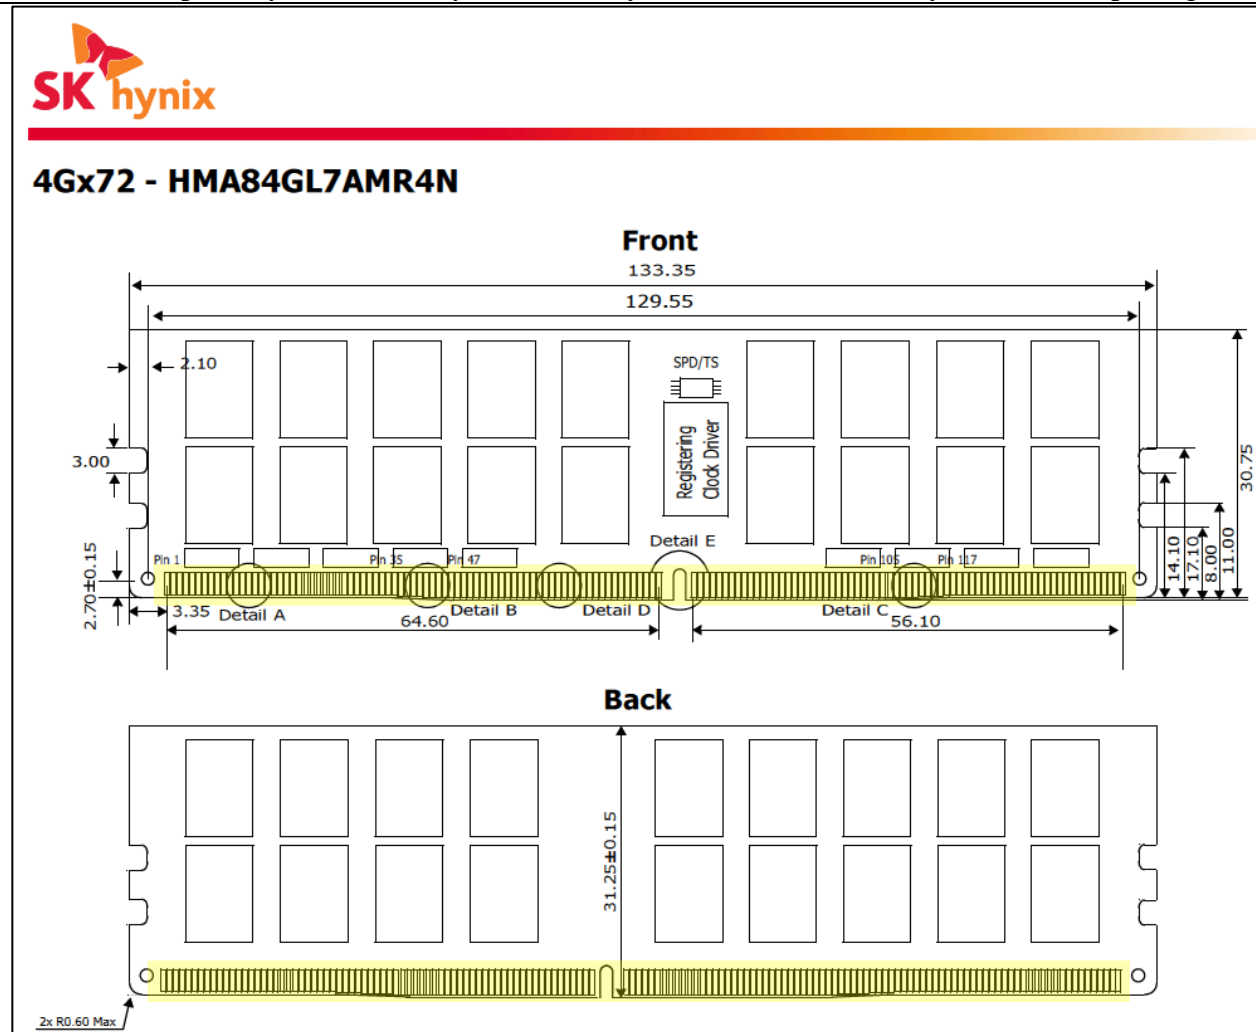 SK hynix
4Gx72 - HMA84GL7AMR4N
Front
133.35
129.55
2.10
SPD/TS
Registering
Clock Driver
3.00
30.75
14.10
17.10
8.00
11.00
2.70±0.15
Detail E
Pin 1
Pin 35
Pin 47
Pin 105
Pin 117
3.35
Detail A
Detail B
Detail D
Detail C
64.60
56.10
Back
31.25±0.15
2x R0.60 Max